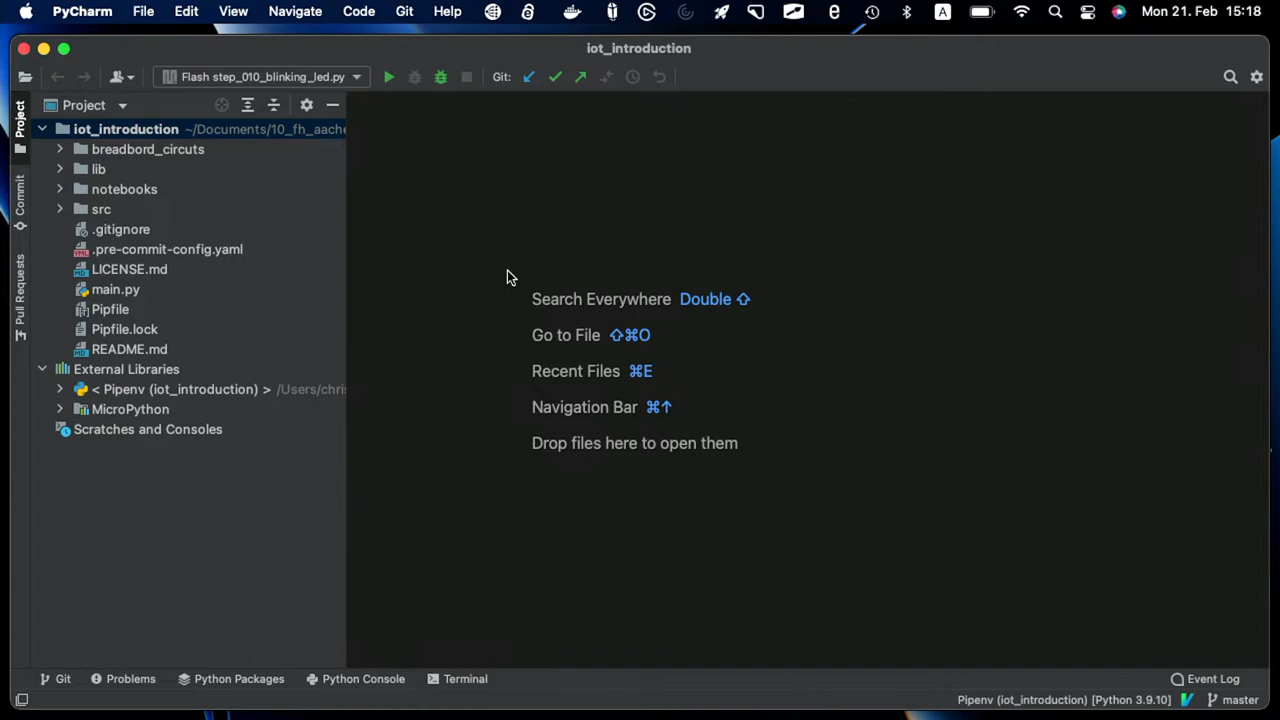 PyCharm File Edit View Navigate Code Git Help A Mon 21. Feb 15:18
iot_introduction
Flash step_010_blinking_led.py Git:
Project
iot_introduction ~/Documents/10_fh_aache
breadbord_circuts
lib
notebooks
src
.gitignore
.pre-commit-config.yaml
LICENSE.md
main.py
Pipfile
Pipfile.lock
README.md
External Libraries
< Pipenv (iot_introduction) > /Users/chris
MicroPython
Scratches and Consoles
Project
Commit
Pull Requests
Search Everywhere Double ⇧
Go to File ⇧⌘O
Recent Files ⌘E
Navigation Bar ⌘↑
Drop files here to open them
Git Problems Python Packages Python Console Terminal Event Log
Pipenv (iot_introduction) [Python 3.9.10] master